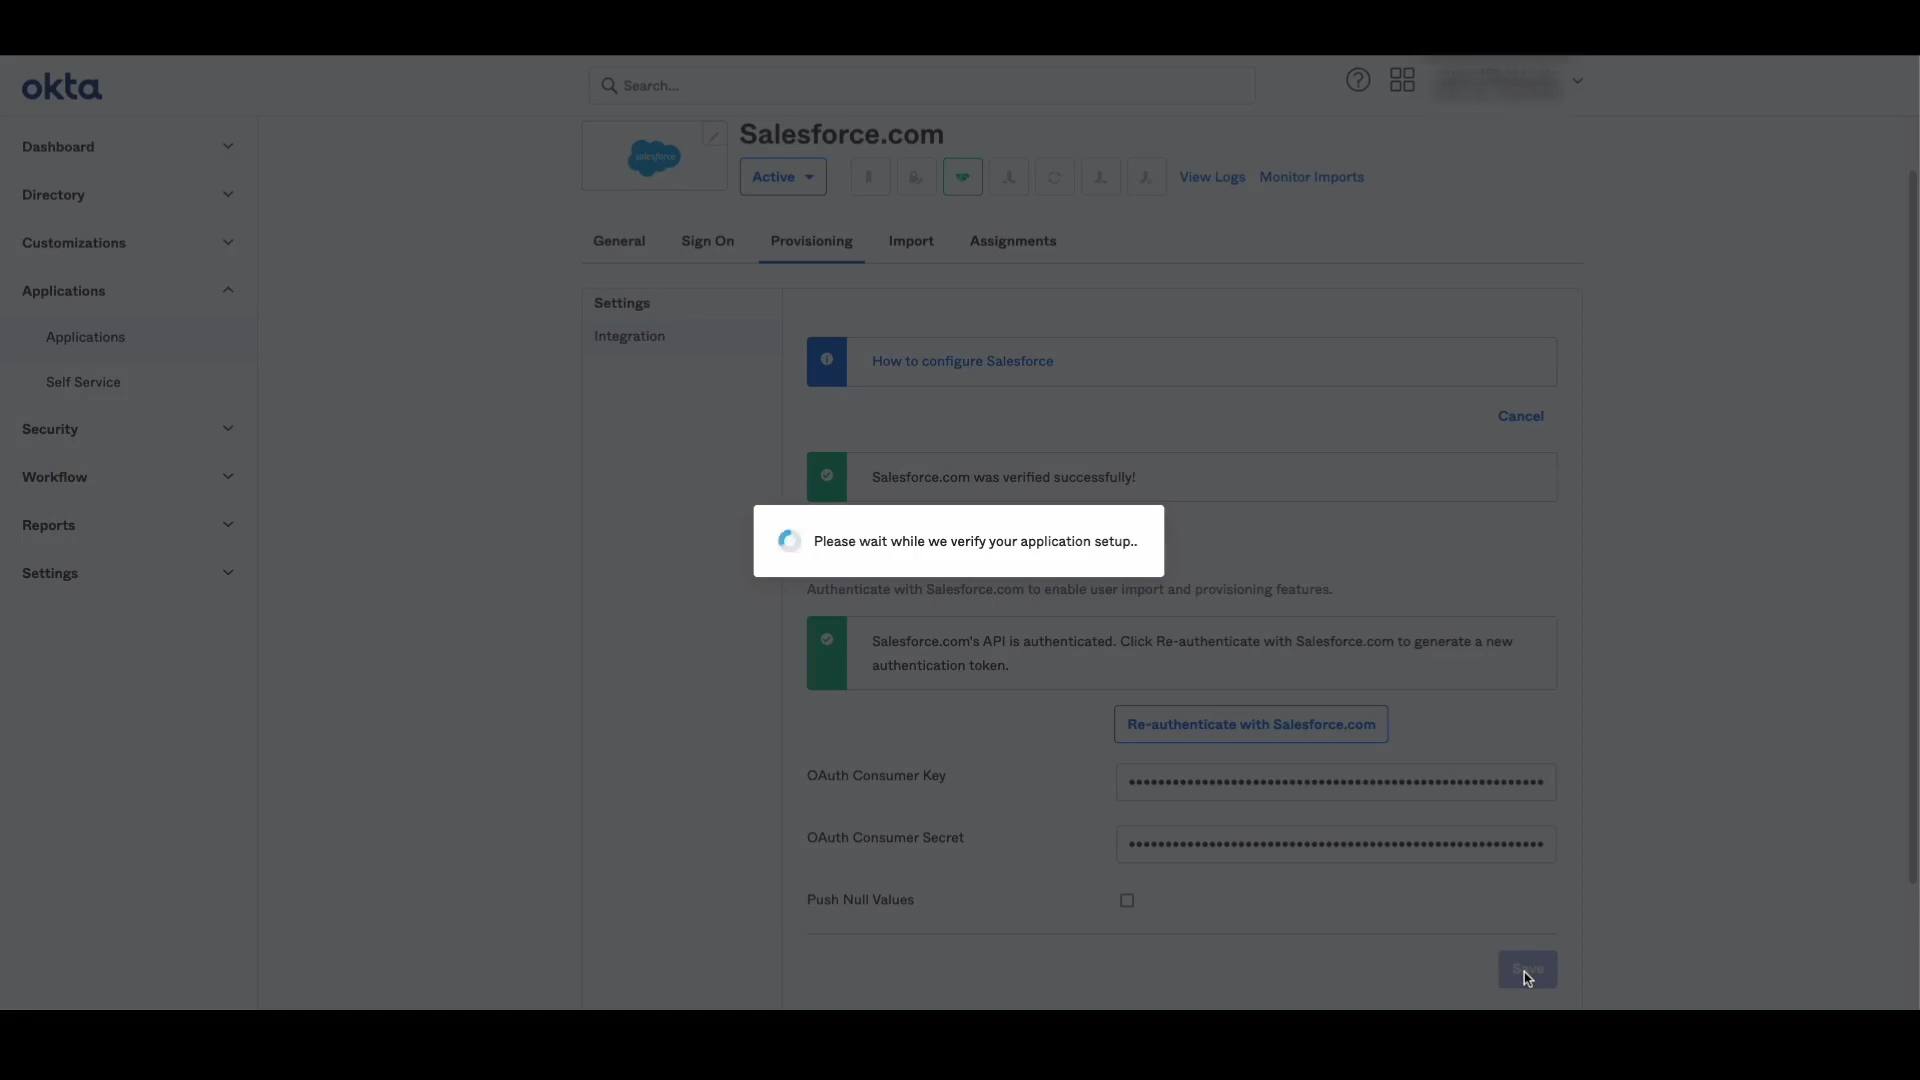 okta
Search...
Salesforce.com
salesforce
Active
View Logs
Monitor Imports
Dashboard
Directory
Customizations
Applications
Applications
Self Service
Security
Workflow
Reports
Settings
General
Sign On
Provisioning
Import
Assignments
Settings
Integration
How to configure Salesforce
Cancel
Salesforce.com was verified successfully!
Please wait while we verify your application setup..
Authenticate with Salesforce.com to enable user import and provisioning features.
Salesforce.com's API is authenticated. Click Re-authenticate with Salesforce.com to generate a new
authentication token.
Re-authenticate with Salesforce.com
OAuth Consumer Key
OAuth Consumer Secret
Push Null Values
Save